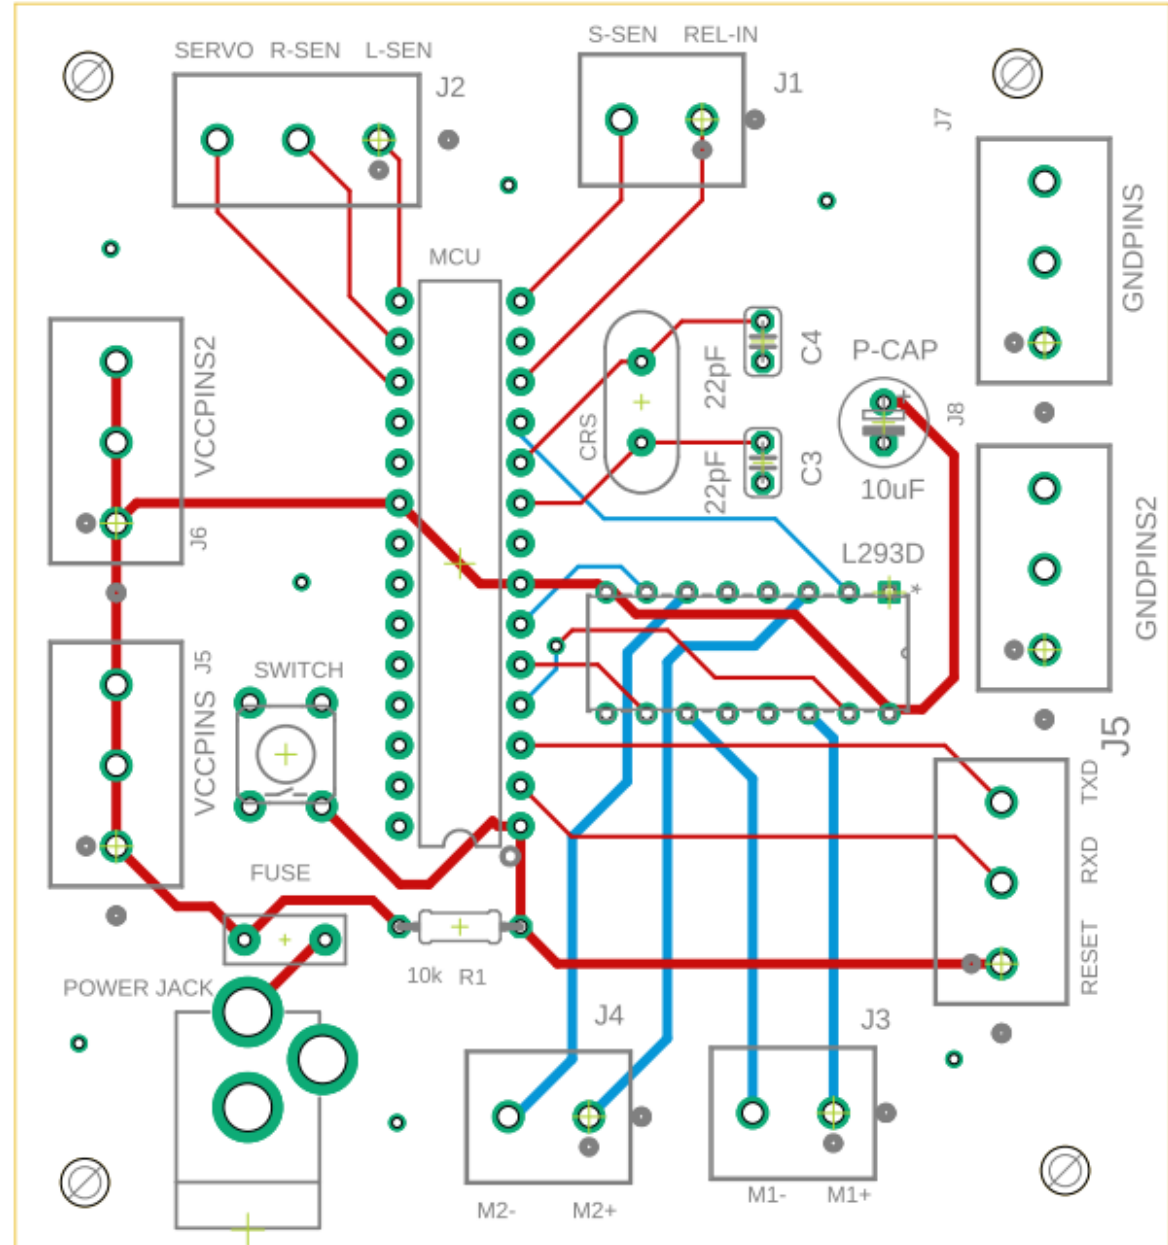 S-SEN REL-IN
SERVO R-SEN L-SEN
J2
J1
J7
GNDPINS
MCU
VCCPINS2
J6
CRS
22pF
C4
P-CAP
J8
22pF
C3
10uF
GNDPINS2
L293D
*
J5
VCCPINS
SWITCH
J5
TXD
RXD
RESET
FUSE
10k R1
POWER JACK
J4
J3
M2- M2+
M1- M1+
+